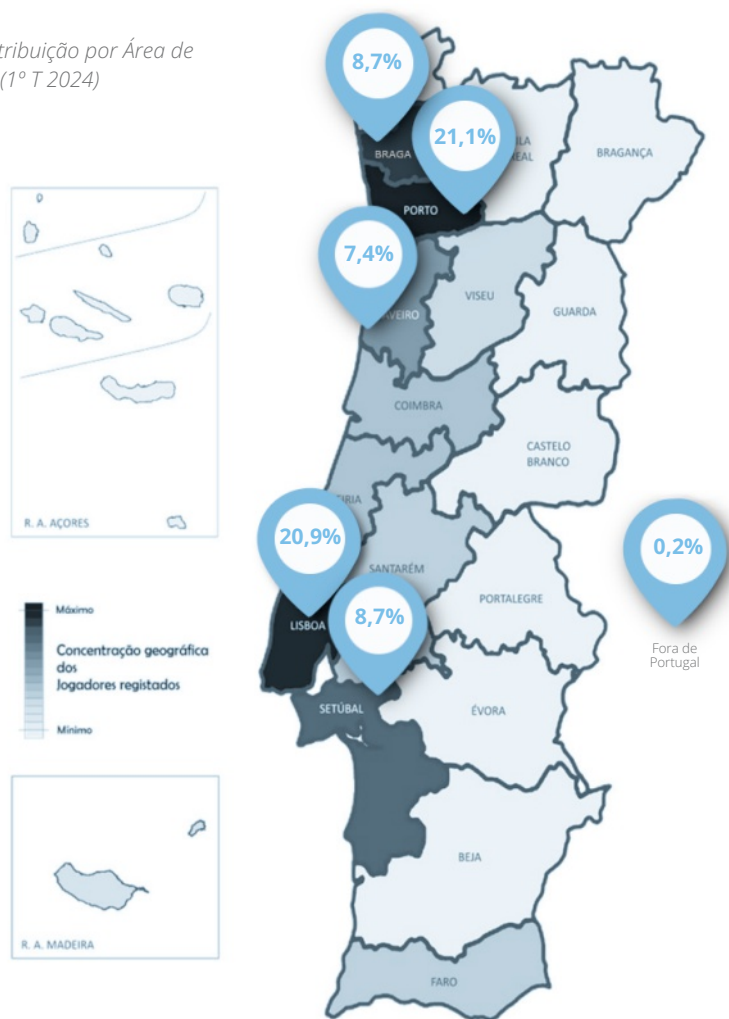 tribuição por Área de
(1º T 2024)
8,7%
BRAGA
21,1%
BRAGANÇA
PORTO
7,4%
AVEIRO
VISEU
GUARDA
COIMBRA
CASTELO
BRANCO
R. A. AÇORES
20,9%
SANTARÉM
0,2%
Fora de
Portugal
PORTALEGRE
LISBOA
8,7%
Máximo
Concentração geográfica
dos
Jogadores registados
Mínimo
SETÚBAL
ÉVORA
BEJA
R. A. MADEIRA
FARO